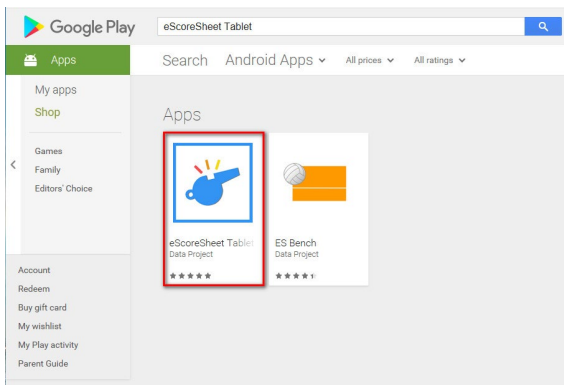 Google Play
eScoreSheet Tablet
Apps
Search
Android Apps
All prices
All ratings
My apps
Shop
Games
Family
Editors' Choice
Account
Redeem
Buy gift card
My wishlist
My Play activity
Parent Guide
Apps
eScoreSheet Tablet
Data Project
ES Bench
Data Project